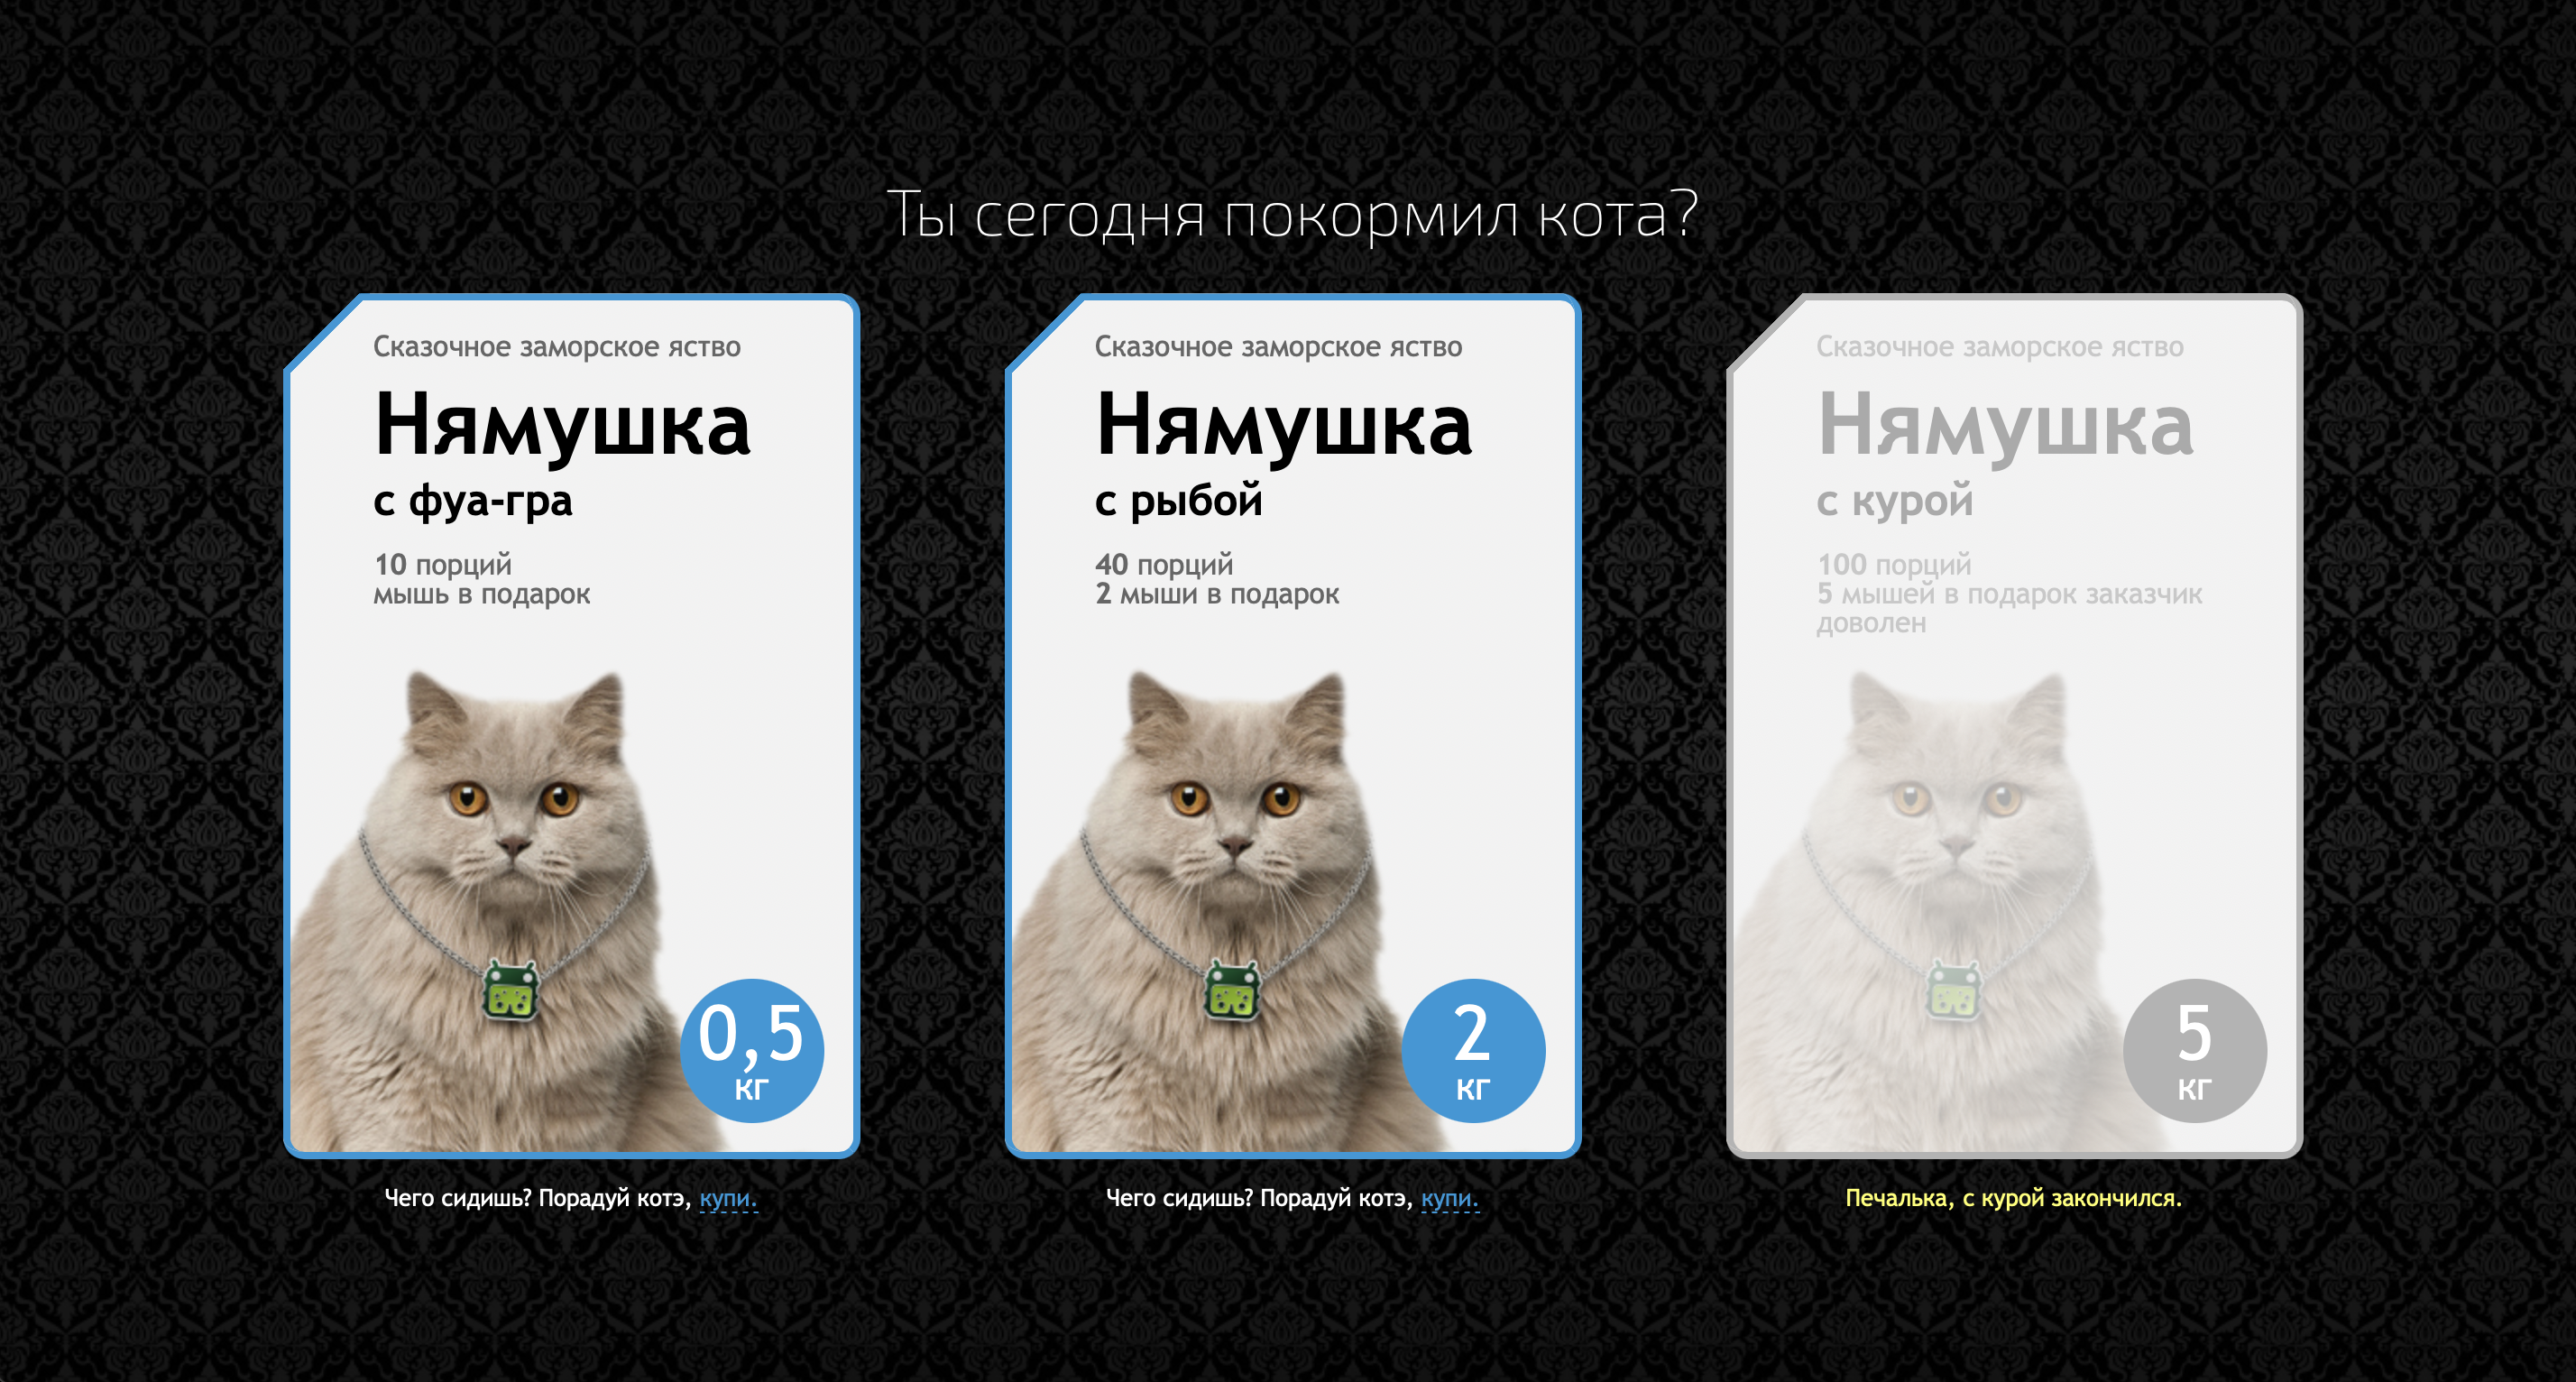 Ты сегодня покормил кота?
Сказочное заморское яство
Нямушка
с фуа-гра
10 порций
мышь в подарок
0,5
кг
Чего сидишь? Порадуй котэ, купи.
Сказочное заморское яство
Нямушка
с рыбой
40 порций
2 мыши в подарок
2
кг
Чего сидишь? Порадуй котэ, купи.
Сказочное заморское яство
Нямушка
с курой
100 порций
5 мышей в подарок заказчик
доволен
5
кг
Печалька, с курой закончился.